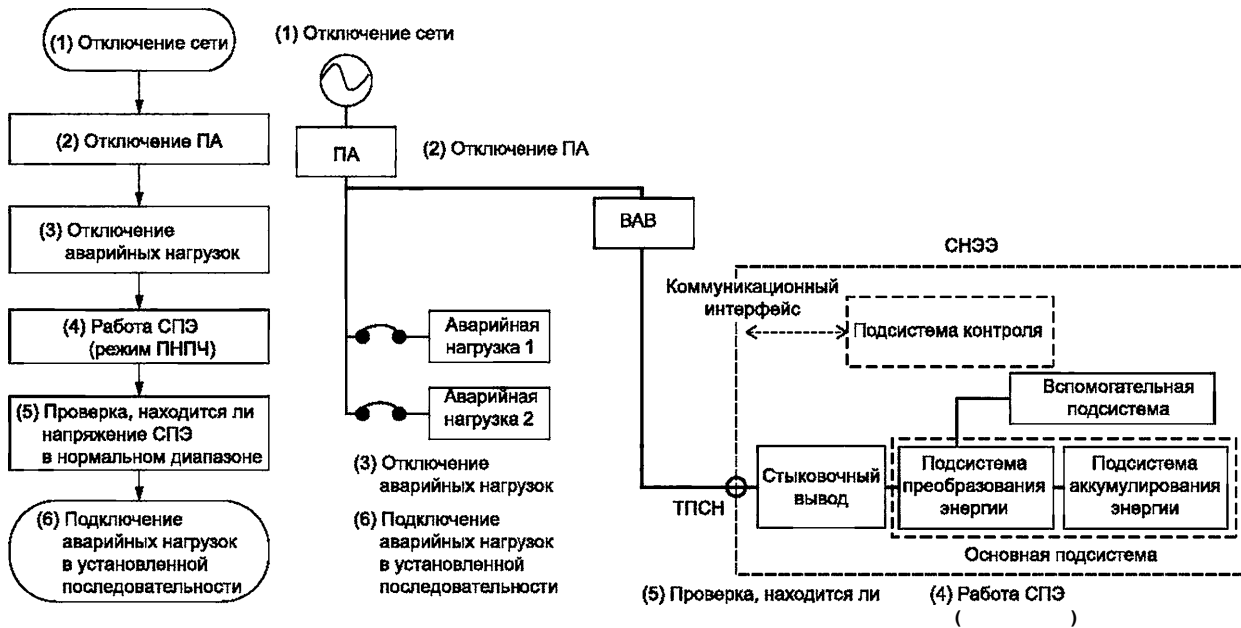 (1) Отключение сети
(2) Отключение ПА
(3) Отключение
аварийных нагрузок
(4) Работа СПЭ
(режим ПНПЧ)
(5) Проверка, находится ли
напряжение СПЭ
в нормальном диапазоне
(6) Подключение
аварийных нагрузок
в установленной
последовательности
(1) Отключение сети
ПА
(2) Отключение ПА
ВАВ
Аварийная
нагрузка 1
Аварийная
нагрузка 2
(3) Отключение
аварийных нагрузок
(6) Подключение
аварийных нагрузок
в установленной
последовательности
СНЭЭ
Коммуникационный
интерфейс
Подсистема контроля
Вспомогательная
подсистема
ТПСН
Стыковочный
вывод
Подсистема
преобразования
энергии
Подсистема
аккумулирования
энергии
Основная подсистема
(5) Проверка, находится ли
(4) Работа СПЭ
( )